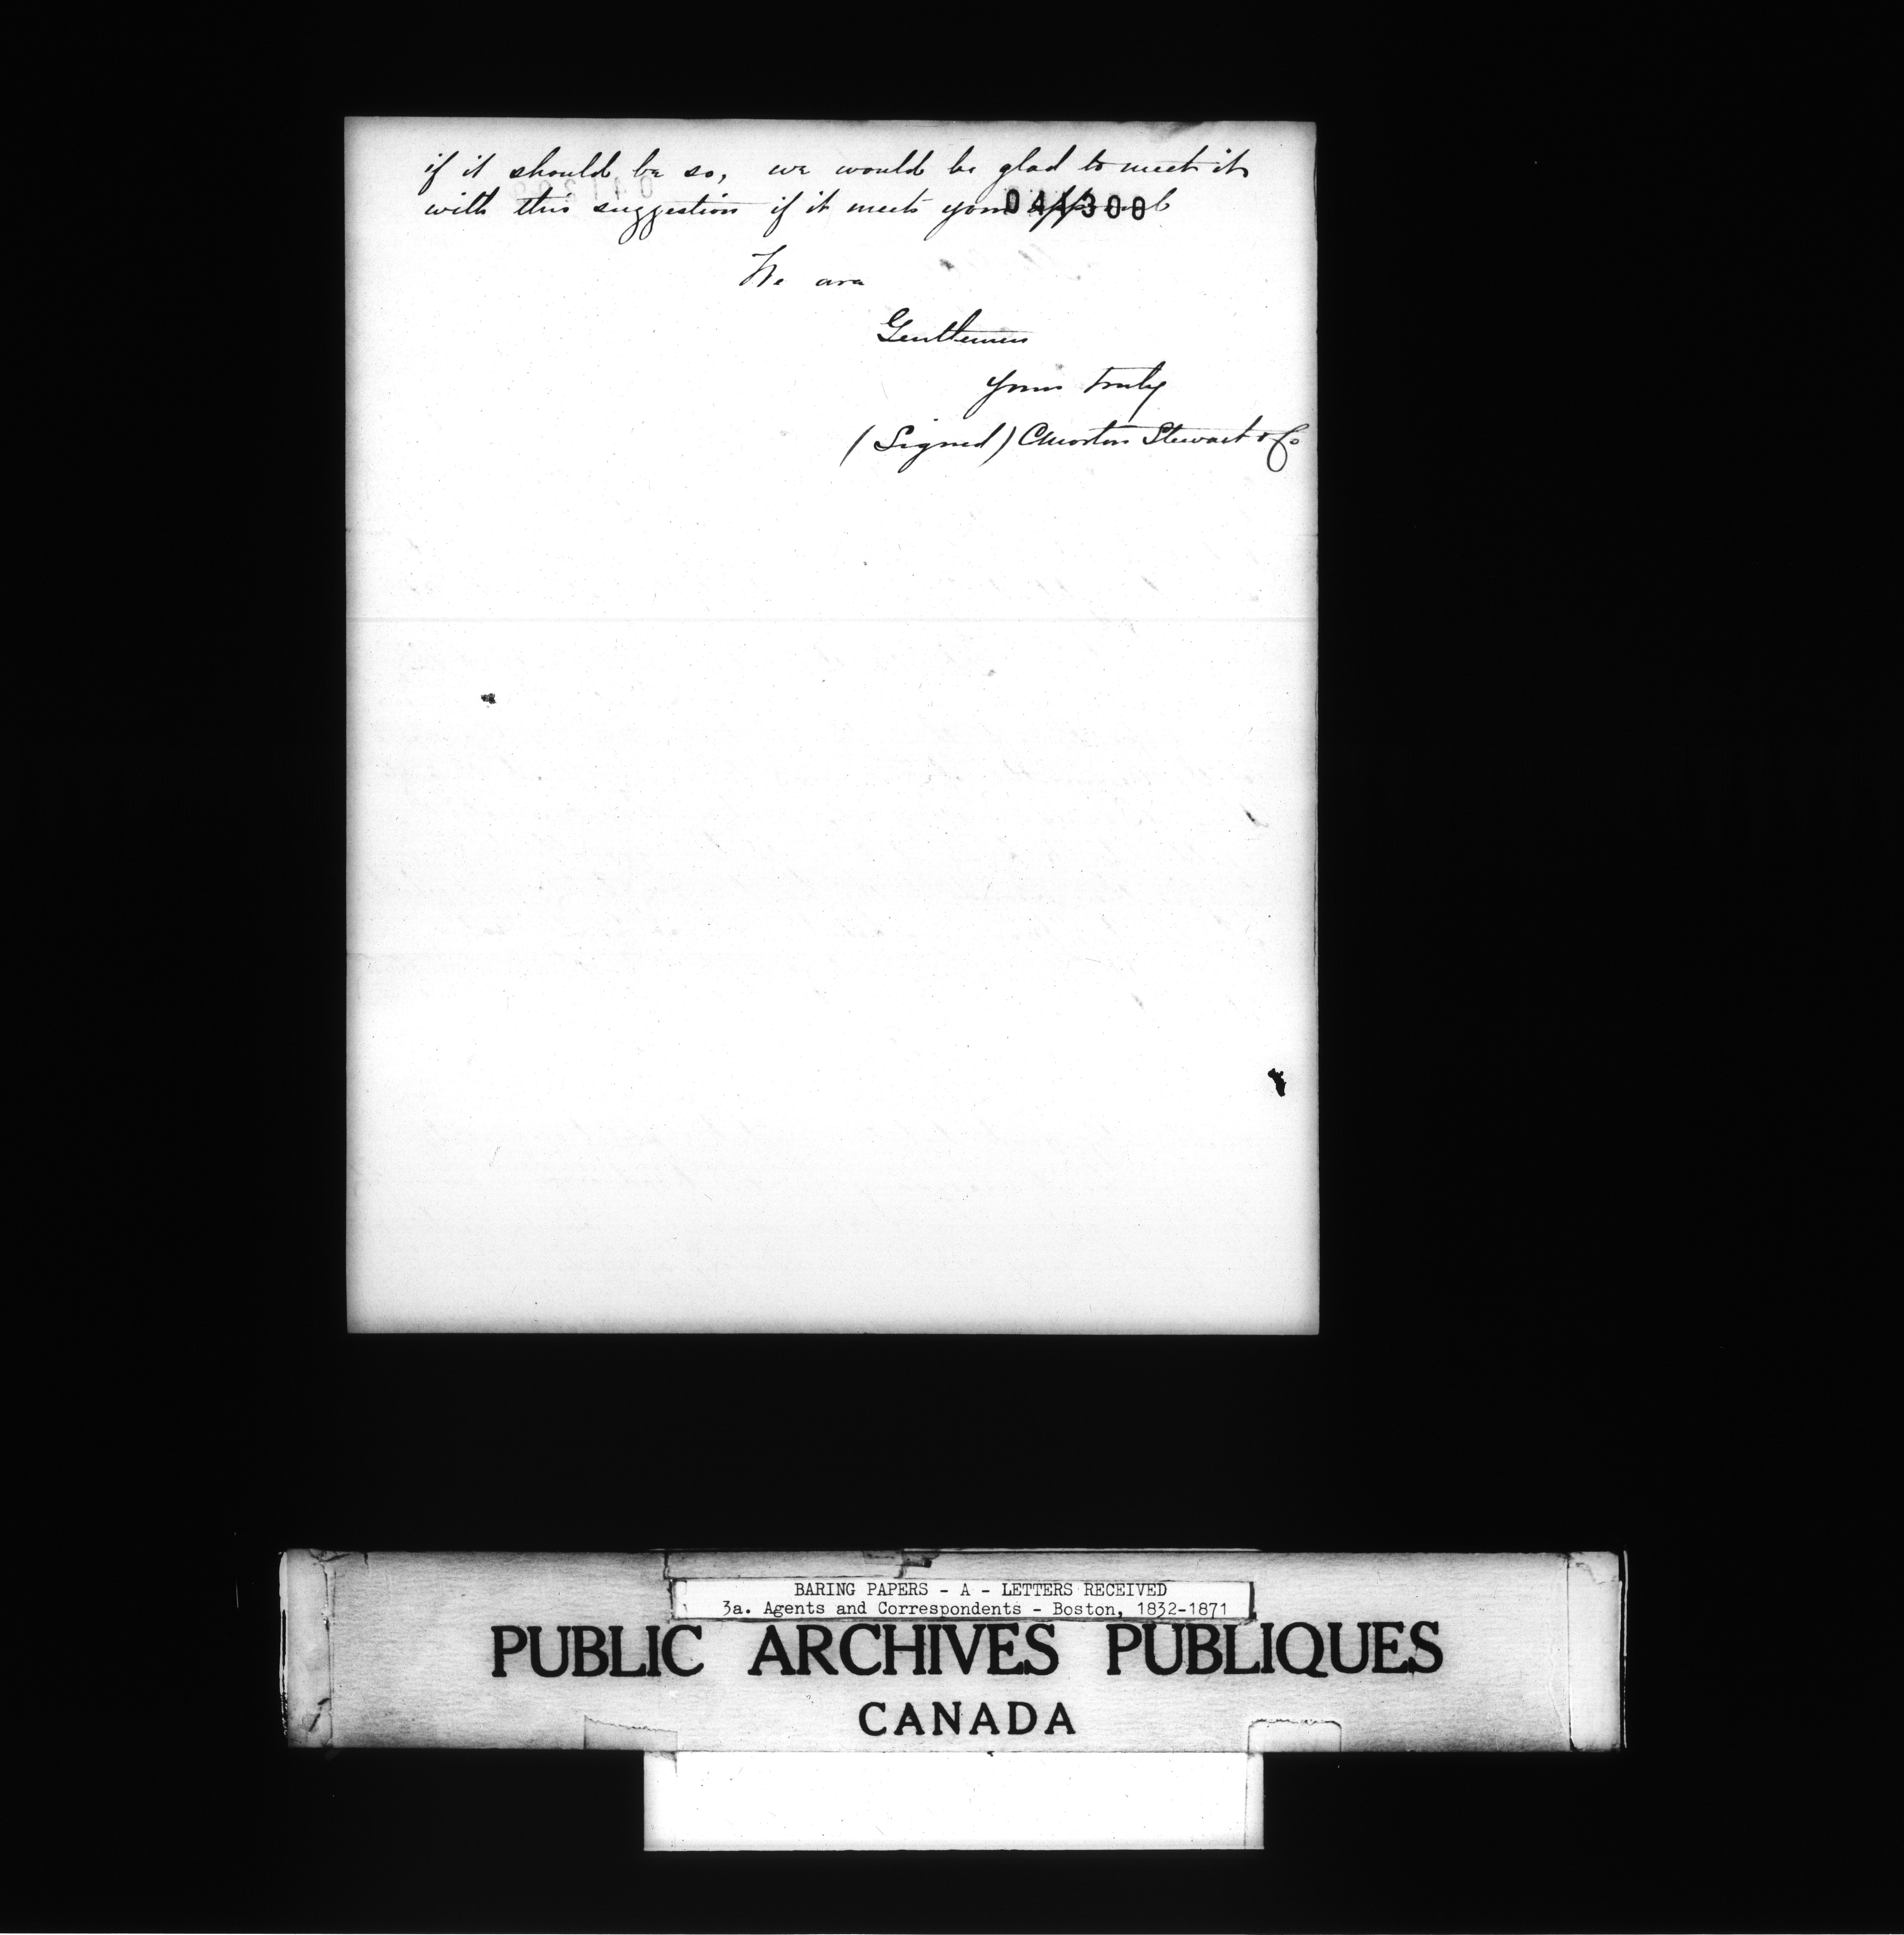 if it should be so, we would be glad to meet it
with this suggestion if it meets your approval
044300
We are
Gentlemen
Yours truly
(Signed) C Morton Stewart & Co
BARING PAPERS - A - LETTERS RECEIVED
3a. Agents and Correspondents - Boston, 1832-1871
PUBLIC ARCHIVES PUBLIQUES
CANADA